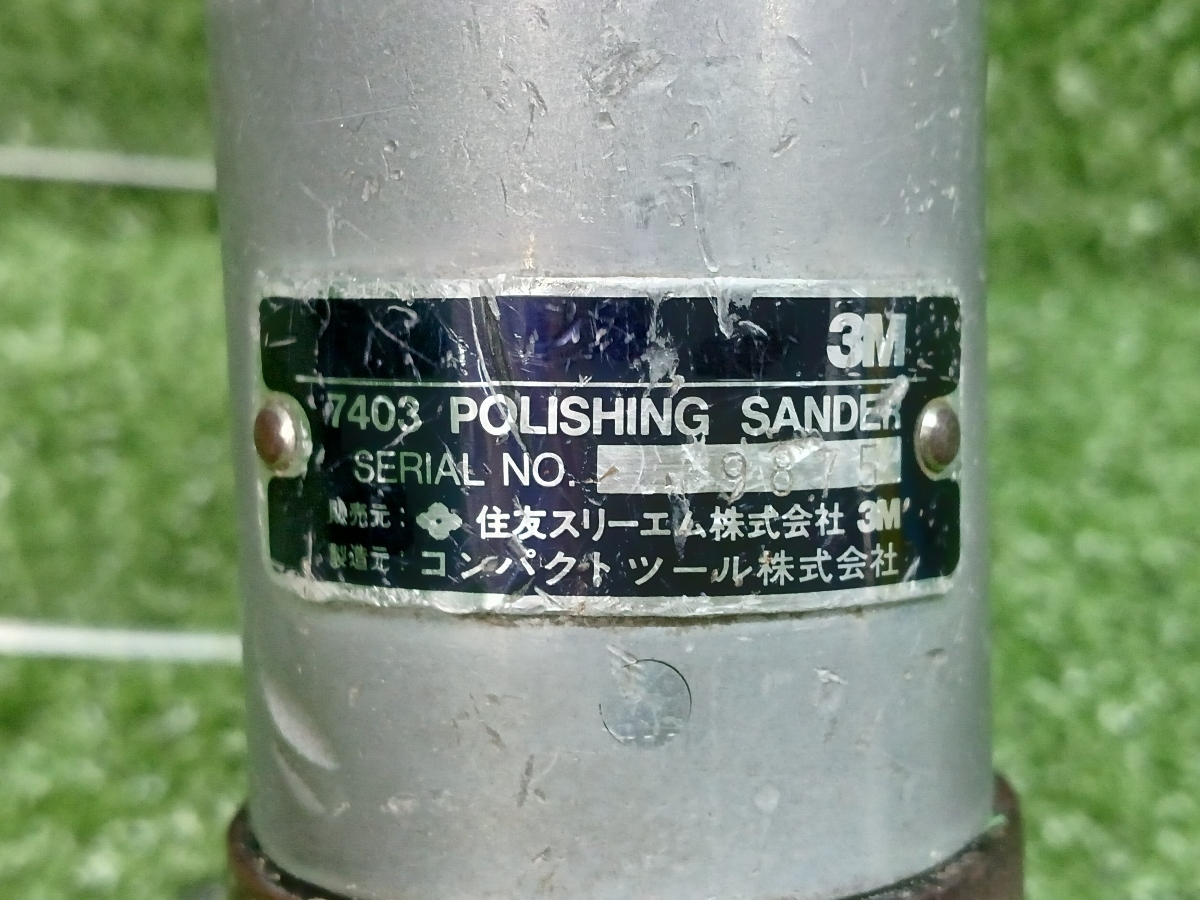 3M
7403 POLISHING SANDER
SERIAL NO. 9875
販売元: 住友スリーエム株式会社 3M
製造元: コンパクトツール株式会社